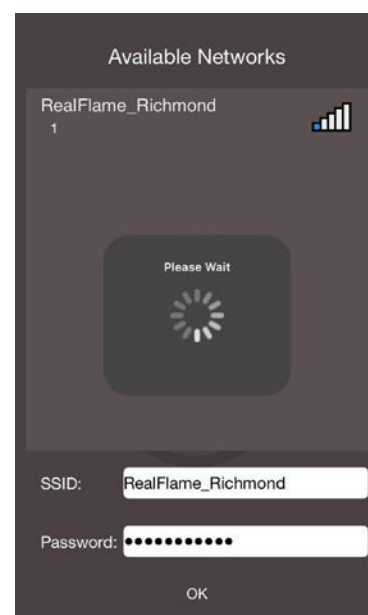 Available Networks
RealFlame_Richmond
1
Please Wait
SSID: RealFlame_Richmond
Password: •••••••••••
OK